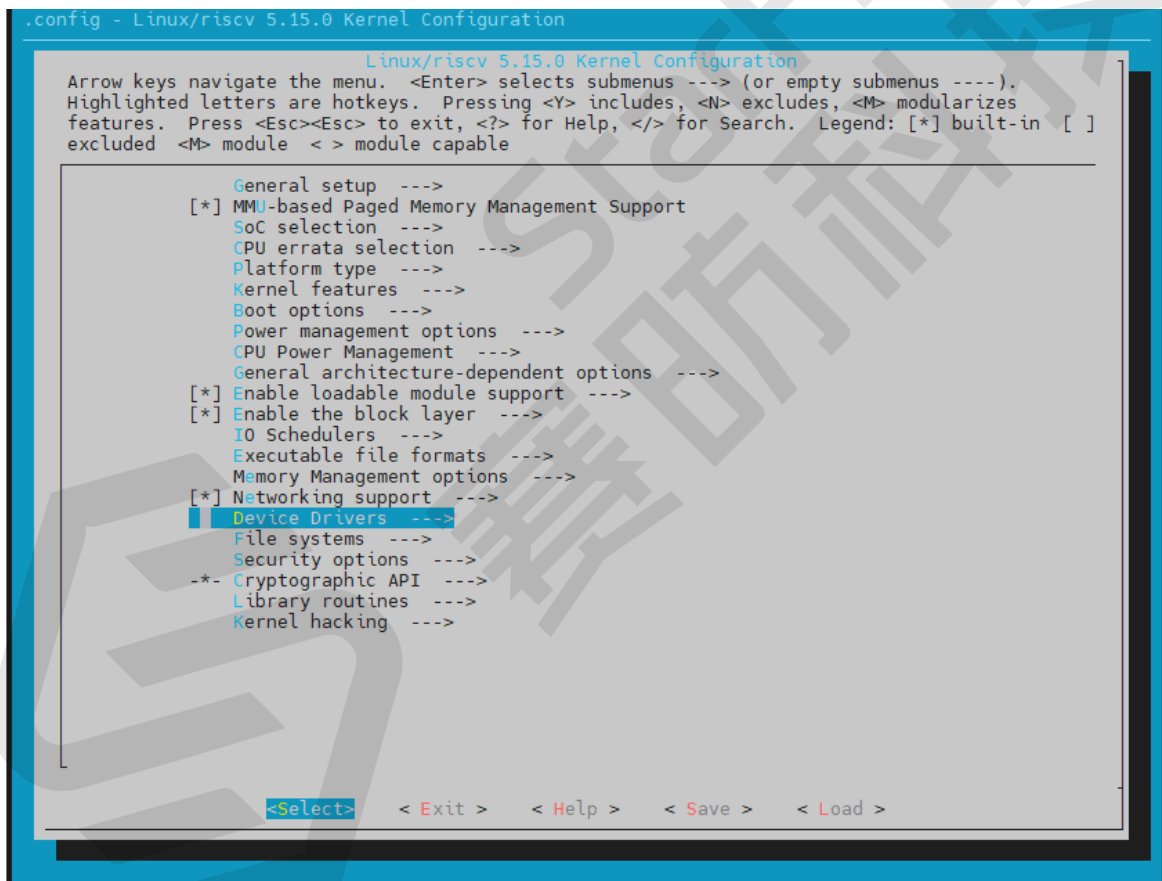 .config - Linux/riscv 5.15.0 Kernel Configuration
Linux/riscv 5.15.0 Kernel Configuration
Arrow keys navigate the menu.  <Enter> selects submenus ---> (or empty submenus ----).
Highlighted letters are hotkeys.  Pressing <Y> includes, <N> excludes, <M> modularizes
features.  Press <Esc><Esc> to exit, <?> for Help, </> for Search.  Legend: [*] built-in  [ ]
excluded  <M> module  < > module capable
General setup  --->
[*] MMU-based Paged Memory Management Support
SoC selection  --->
CPU errata selection  --->
Platform type  --->
Kernel features  --->
Boot options  --->
Power management options  --->
CPU Power Management  --->
General architecture-dependent options  --->
[*] Enable loadable module support  --->
[*] Enable the block layer  --->
IO Schedulers  --->
Executable file formats  --->
Memory Management options  --->
[*] Networking support  --->
Device Drivers  --->
File systems  --->
Security options  --->
-*- Cryptographic API  --->
Library routines  --->
Kernel hacking  --->
<Select>    < Exit >    < Help >    < Save >    < Load >
赛昉科技